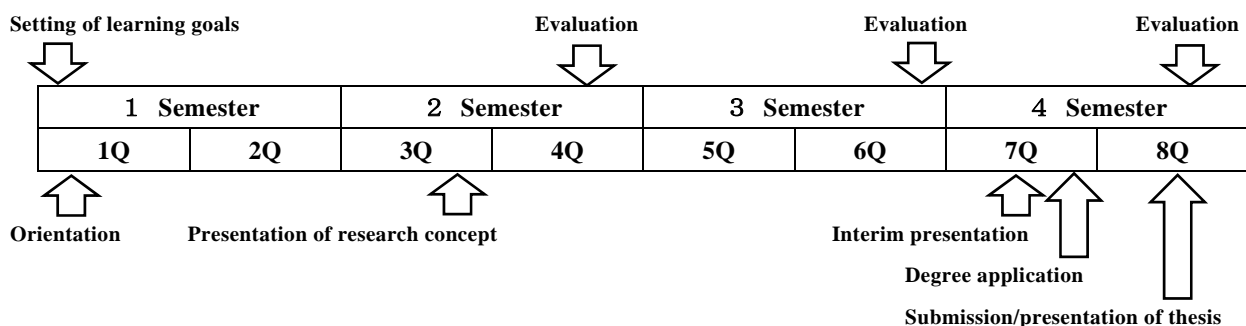 Setting of learning goals Evaluation Evaluation Evaluation
１ Semester ２ Semester ３ Semester ４ Semester
1Q 2Q 3Q 4Q 5Q 6Q 7Q 8Q
Orientation Presentation of research concept Interim presentation
Degree application
Submission/presentation of thesis